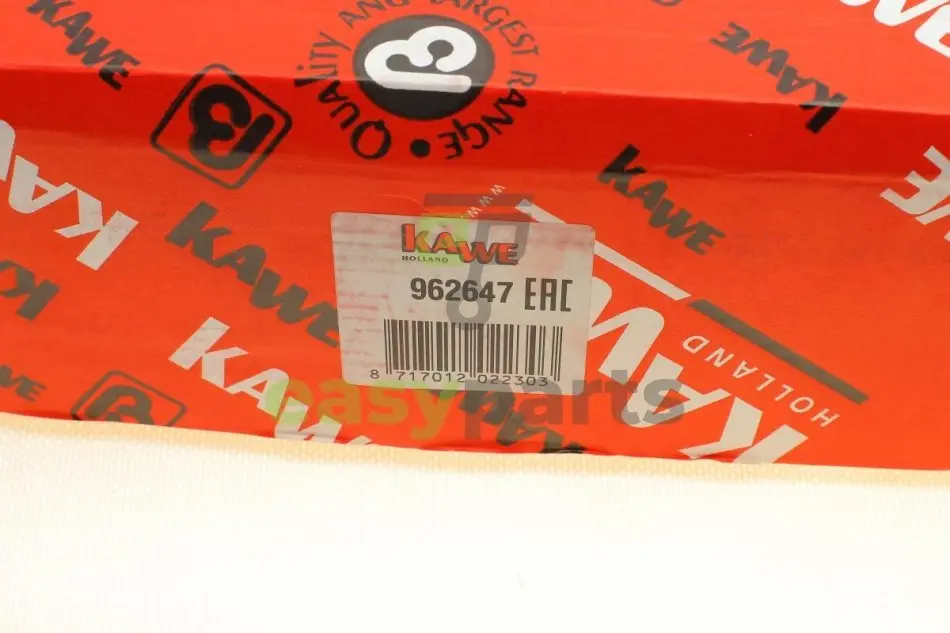 KAWE
QUALITY AND LARGEST RANGE
KAWE
KAWE
KAWE
KAWE
KAWE
HOLLAND
962647 EAC
8 717012 022303
KAWE
HOLLAND
KAWE
easyparts